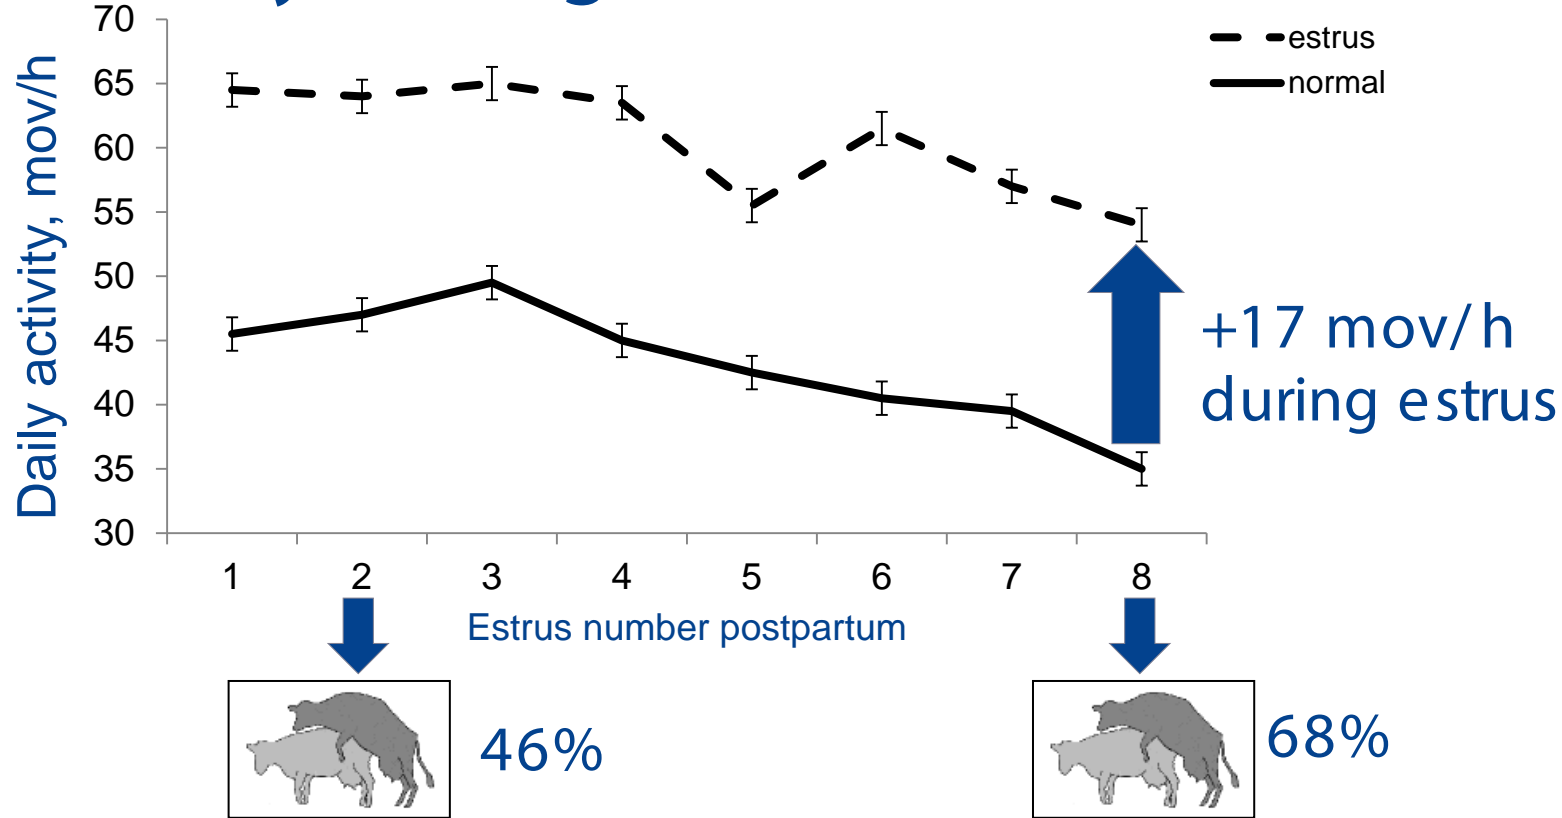 70
65
60
55
50
45
40
35
30
Daily activity, mov/h
estrus
normal
+17 mov/h
during estrus
1 2 3 4 5 6 7 8
Estrus number postpartum
46%
68%